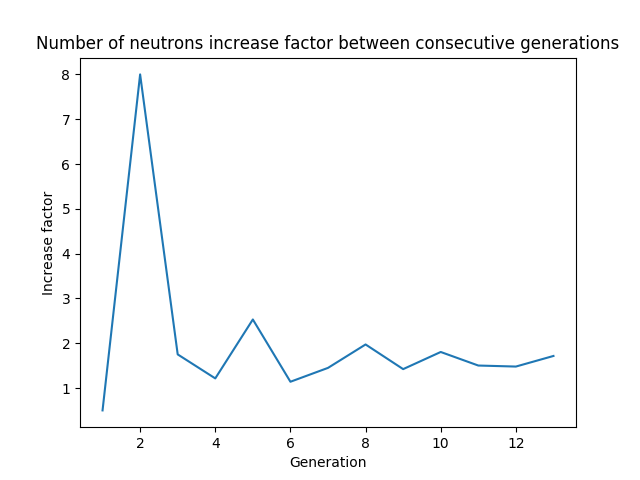 Number of neutrons increase factor between consecutive generations
8
7
6
5
4
3
2
1
Increase factor
2 4 6 8 10 12
Generation